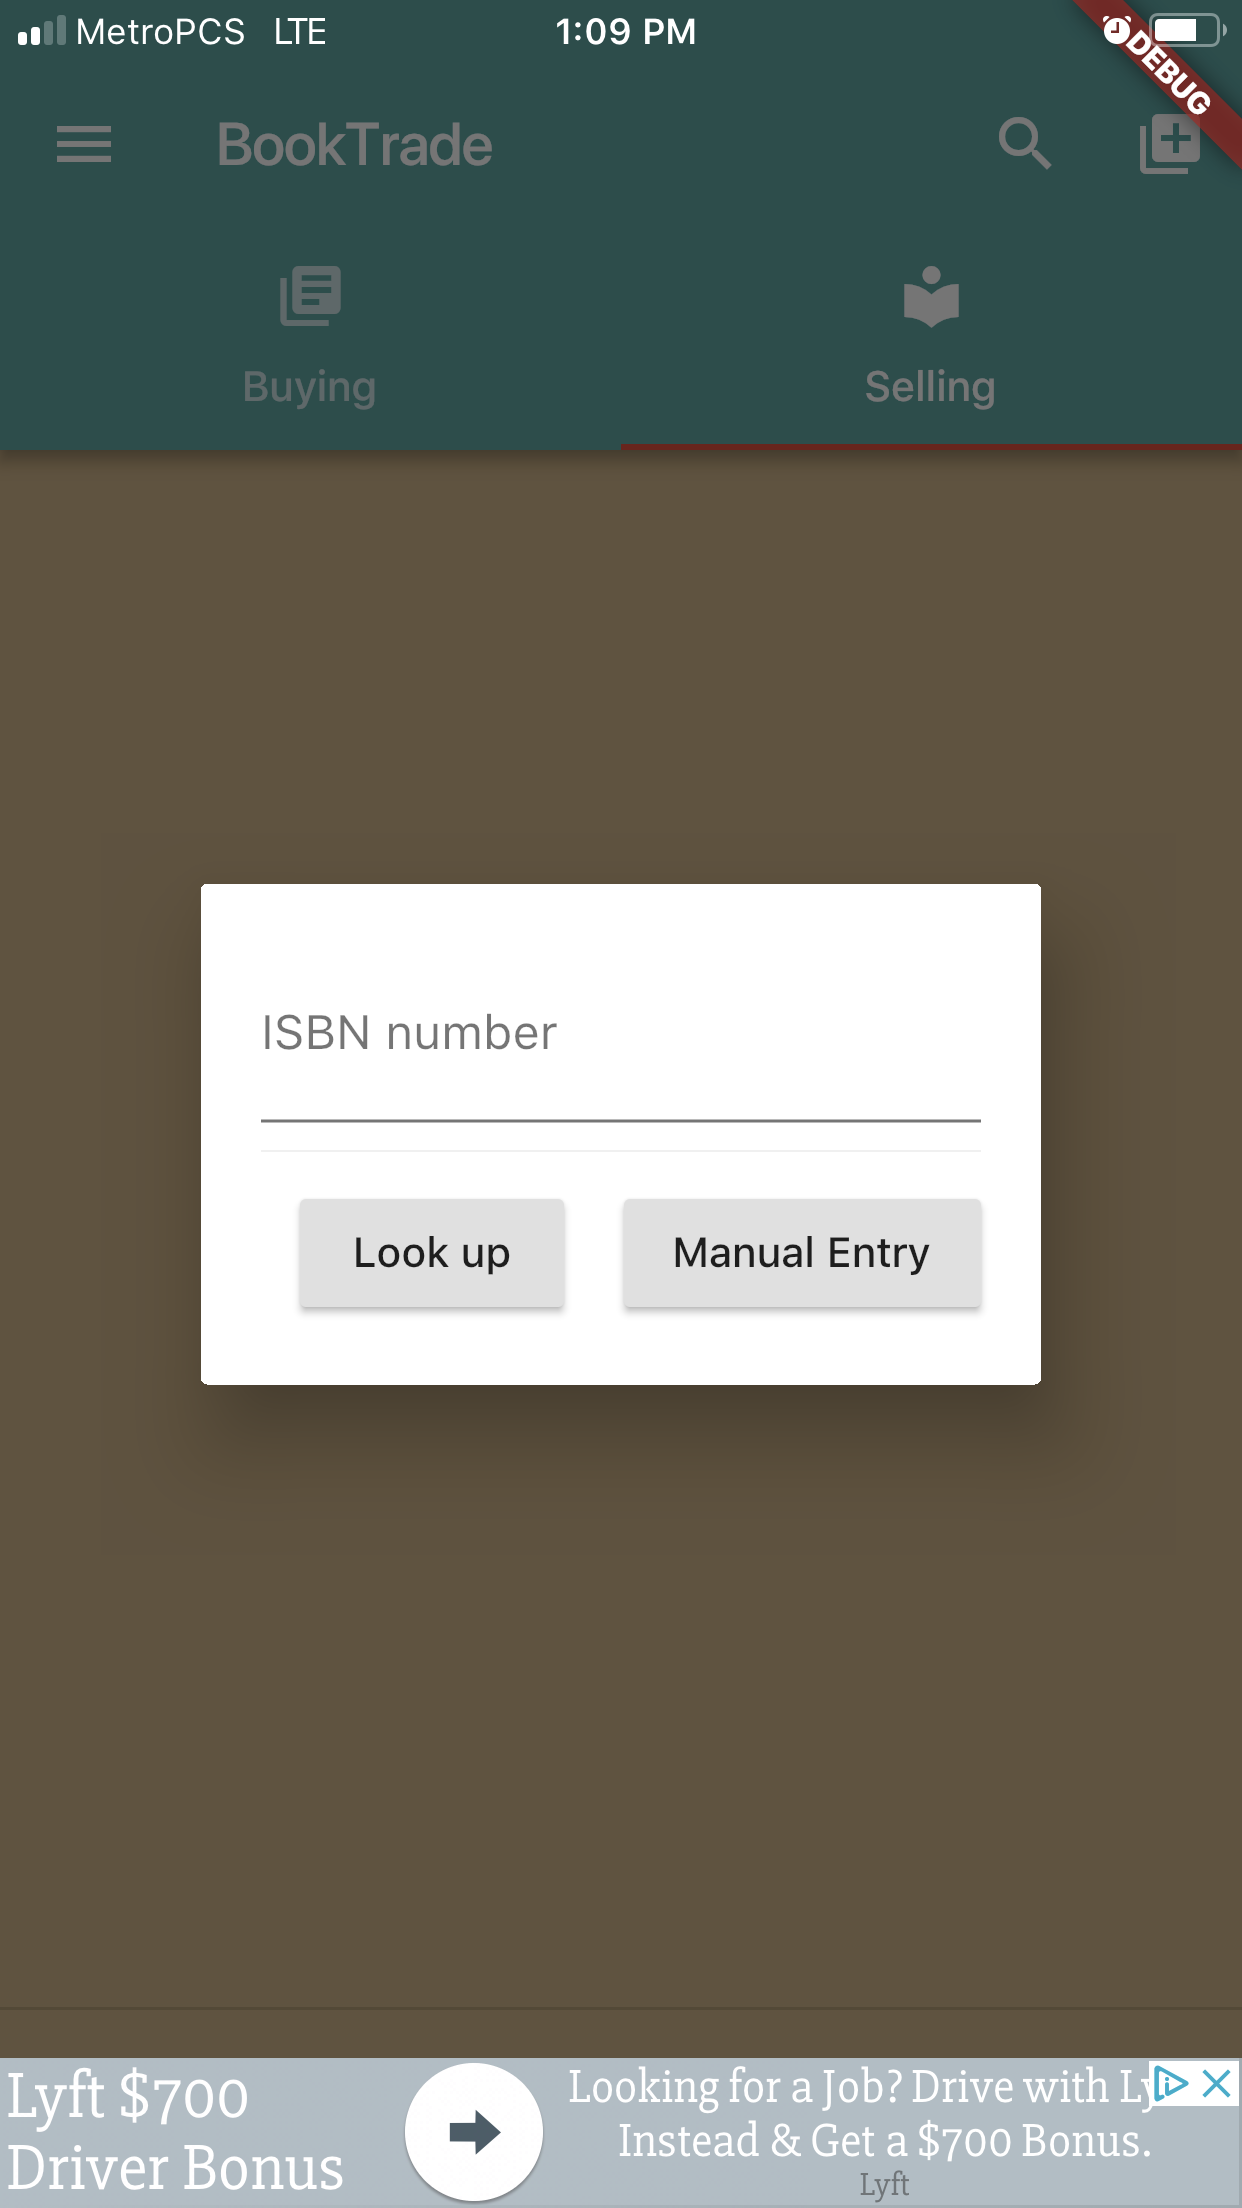 MetroPCS LTE 1:09 PM
DEBUG
BookTrade
Buying Selling
ISBN number
Look up Manual Entry
Lyft $700
Driver Bonus
Looking for a Job? Drive with Ly
Instead & Get a $700 Bonus.
Lyft